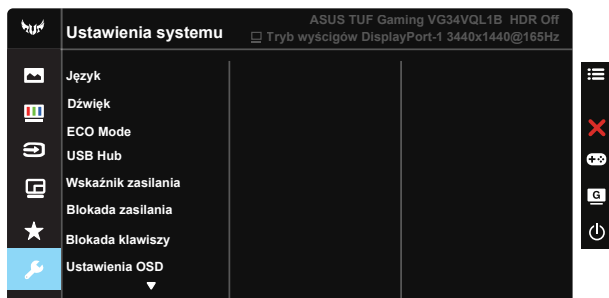 ASUS TUF Gaming VG34VQL1B HDR Off
Ustawienia systemu
Tryb wyścigów DisplayPort-1 3440x1440@165Hz
Język
Dźwięk
ECO Mode
USB Hub
Wskaźnik zasilania
Blokada zasilania
Blokada klawiszy
Ustawienia OSD
G